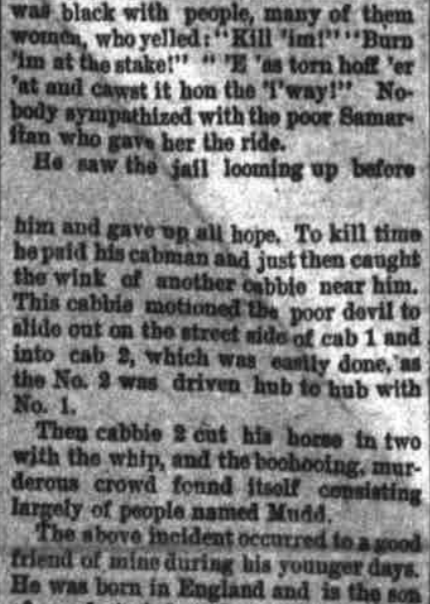 was black with people, many of them
women, who yelled: "Kill 'im!" "Burn
'im at the stake!" " 'E 'as torn hoff 'er
'at and cawst it hon the 'i'way!" No-
body sympathized with the poor Samar-
itan who gave her the ride.
He saw the jail looming up before
him and gave up all hope. To kill time
he paid his cabman and just then caught
the wink of another cabbie near him.
This cabbie motioned the poor devil to
slide out on the street side of cab 1 and
into cab 2, which was easily done, as
the No. 2 was driven hub to hub with
No. 1.
Then cabbie 2 cut his horse in two
with the whip, and the boohooing, mur-
derous crowd found itself consisting
largely of people named Mudd.
The above incident occurred to a good
friend of mine during his younger days.
He was born in England and is the son